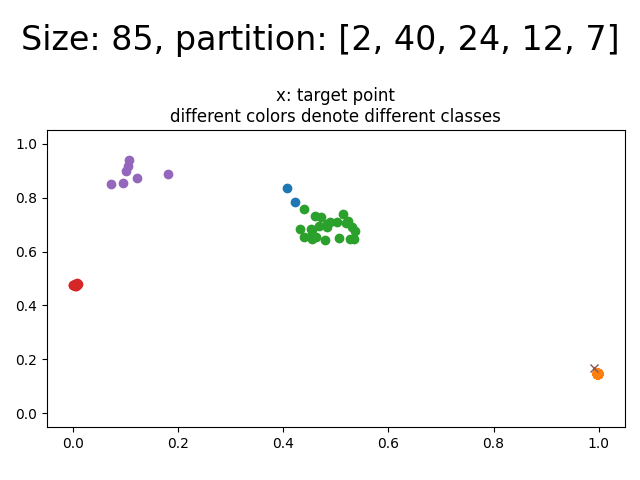 Size: 85, partition: [2, 40, 24, 12, 7]
x: target point
different colors denote different classes
1.0
0.8
0.6
0.4
0.2
0.0
0.0 0.2 0.4 0.6 0.8 1.0